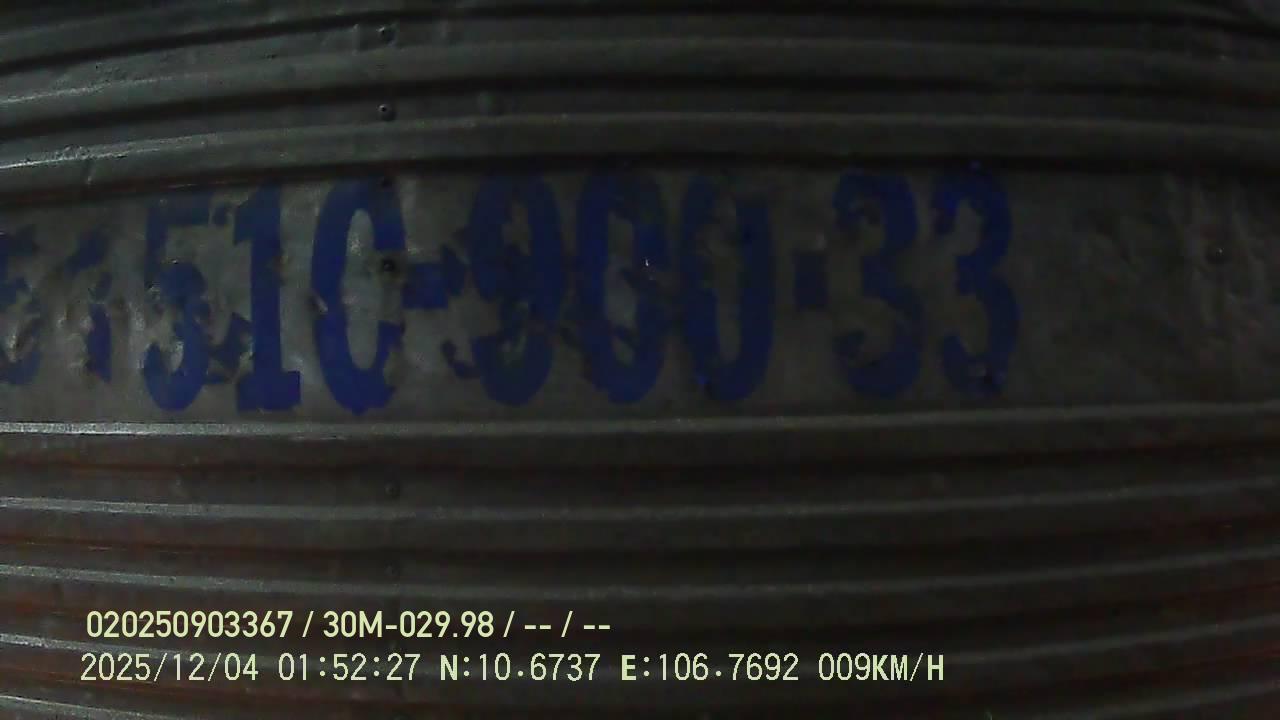 51C-900-33
020250903367 / 30M-029.98 / -- / --
2025/12/04 01:52:27 N:10.6737 E:106.7692 009KM/H